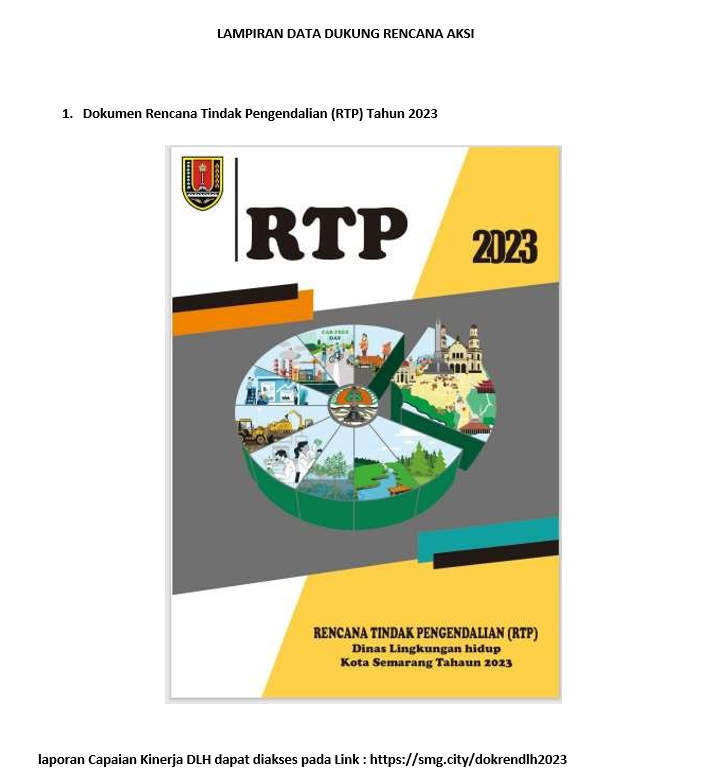 LAMPIRAN DATA DUKUNG RENCANA AKSI
1. Dokumen Rencana Tindak Pengendalian (RTP) Tahun 2023
RTP
2023
CAR FREE
DAY
RENCANA TINDAK PENGENDALIAN (RTP)
Dinas Lingkungan hidup
Kota Semarang Tahaun 2023
laporan Capaian Kinerja DLH dapat diakses pada Link : https://smg.city/dokrendlh2023